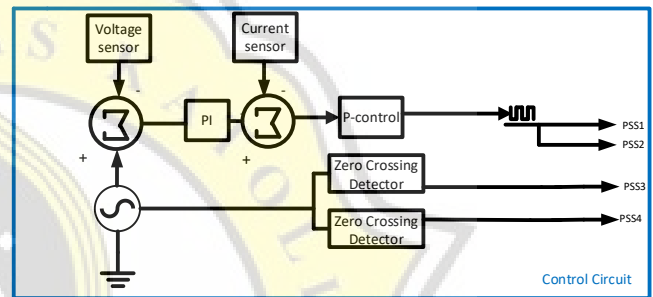 Voltage
sensor
Current
sensor
-
-
PI
P-control
PSS1
PSS2
+
+
Zero Crossing
Detector
PSS3
Zero Crossing
Detector
PSS4
Control Circuit